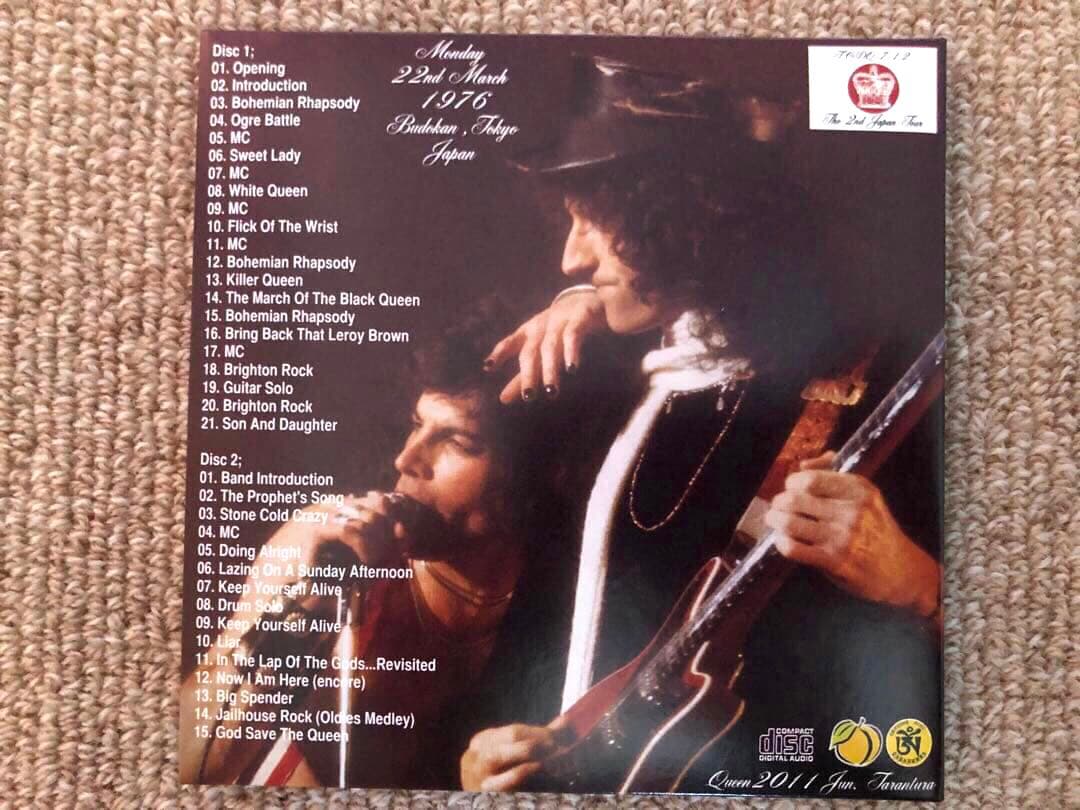 Disc 1;
01. Opening
02. Introduction
03. Bohemian Rhapsody
04. Ogre Battle
05. MC
06. Sweet Lady
07. MC
08. White Queen
09. MC
10. Flick Of The Wrist
11. MC
12. Bohemian Rhapsody
13. Killer Queen
14. The March Of The Black Queen
15. Bohemian Rhapsody
16. Bring Back That Leroy Brown
17. MC
18. Brighton Rock
19. Guitar Solo
20. Brighton Rock
21. Son And Daughter
Disc 2;
01. Band Introduction
02. The Prophet's Song
03. Stone Cold Crazy
04. MC
05. Doing Alright
06. Lazing On A Sunday Afternoon
07. Keep Yourself Alive
08. Drum Solo
09. Keep Yourself Alive
10. Liar
11. In The Lap Of The Gods...Revisited
12. Now I Am Here (encore)
13. Big Spender
14. Jailhouse Rock (Oldies Medley)
15. God Save The Queen
Monday
22nd March
1976
Budokan , Tokyo
Japan
The 2nd Japan Tour
COMPACT
disc
DIGITAL AUDIO
Queen 2011 Jun. Tarantura